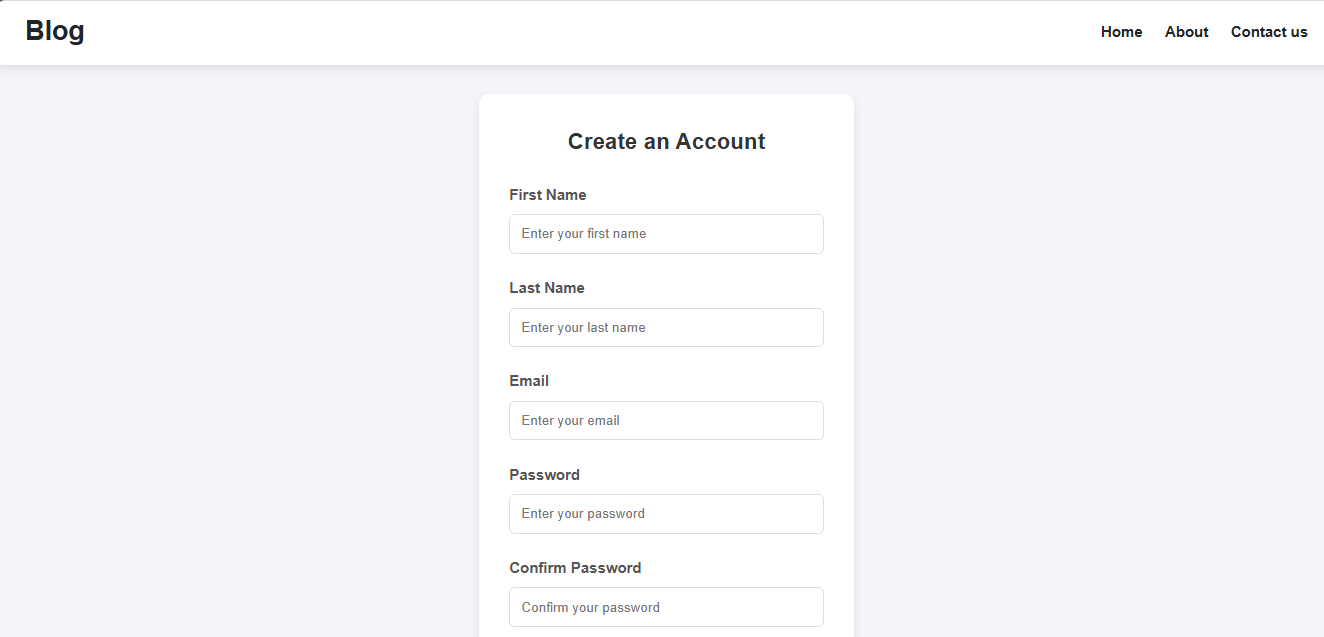 Blog
Home About Contact us
Create an Account
First Name
Enter your first name
Last Name
Enter your last name
Email
Enter your email
Password
Enter your password
Confirm Password
Confirm your password